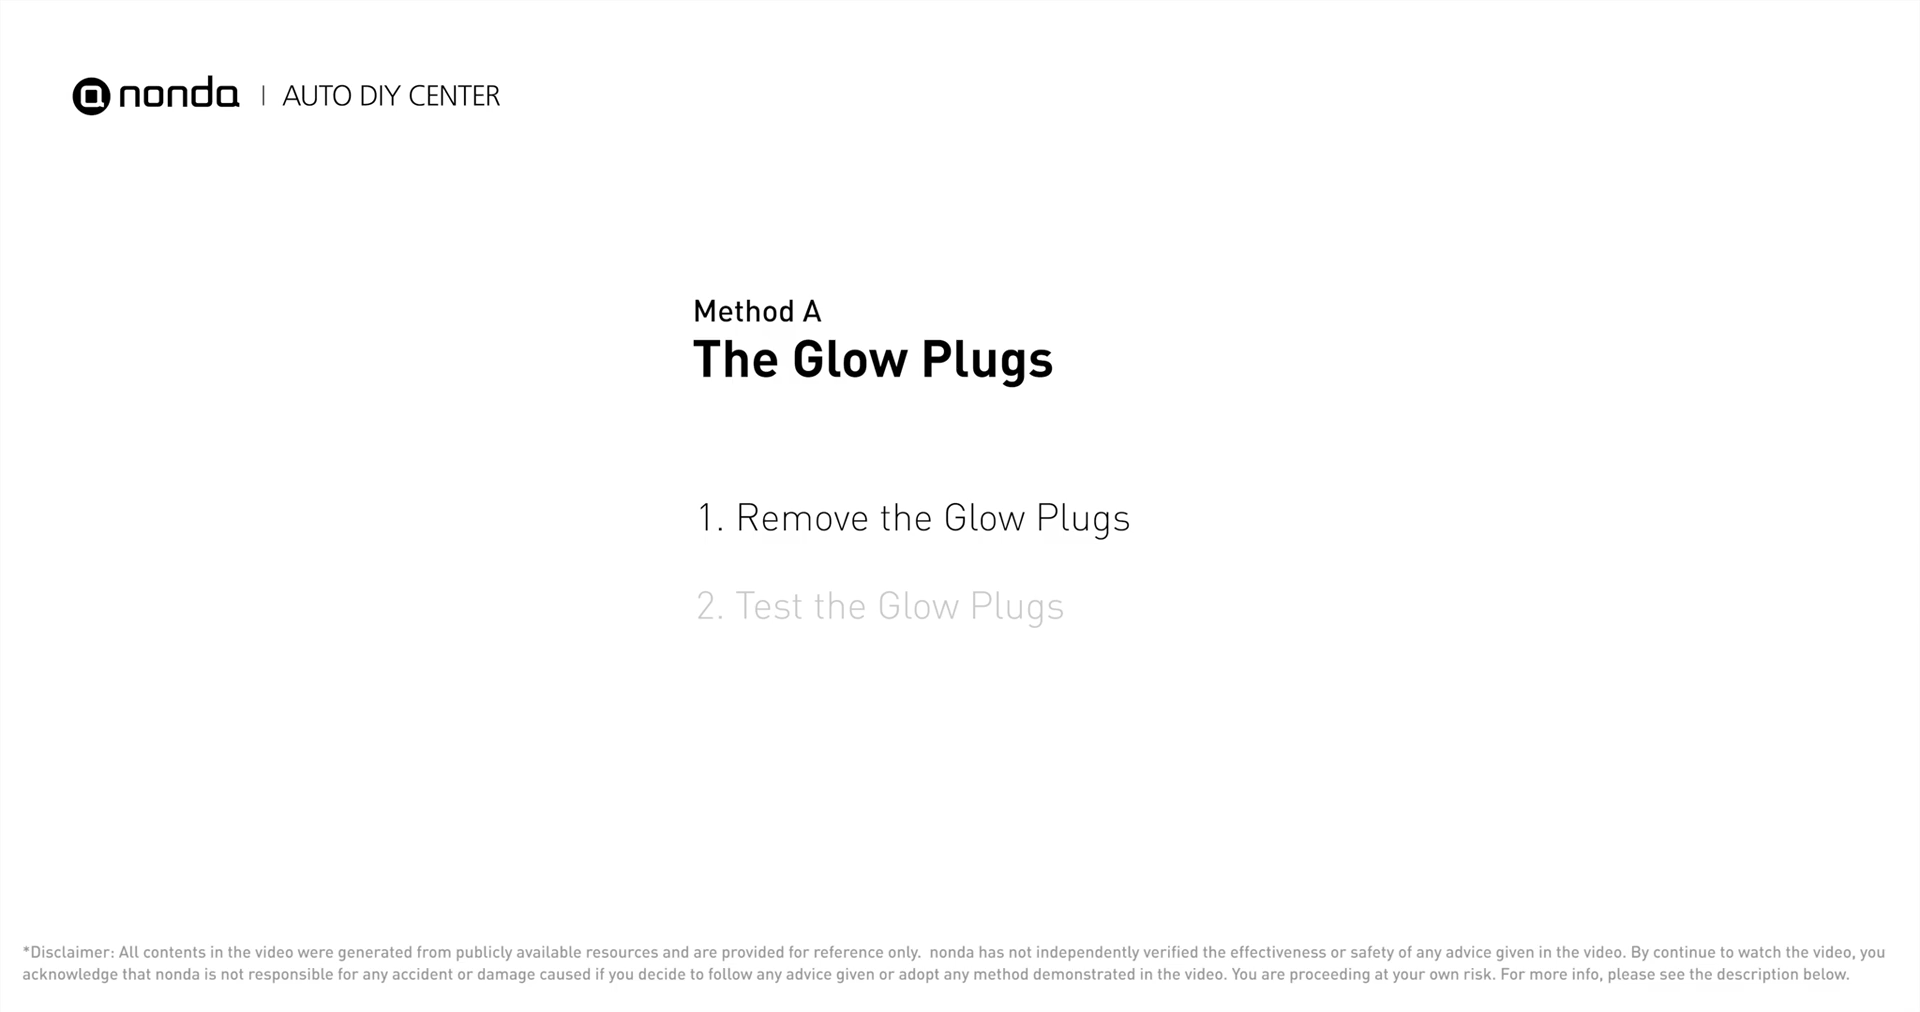 nonda | AUTO DIY CENTER
Method A
The Glow Plugs
1. Remove the Glow Plugs
2. Test the Glow Plugs
*Disclaimer: All contents in the video were generated from publicly available resources and are provided for reference only.  nonda has not independently verified the effectiveness or safety of any advice given in the video. By continue to watch the video, you
acknowledge that nonda is not responsible for any accident or damage caused if you decide to follow any advice given or adopt any method demonstrated in the video. You are proceeding at your own risk. For more info, please see the description below.